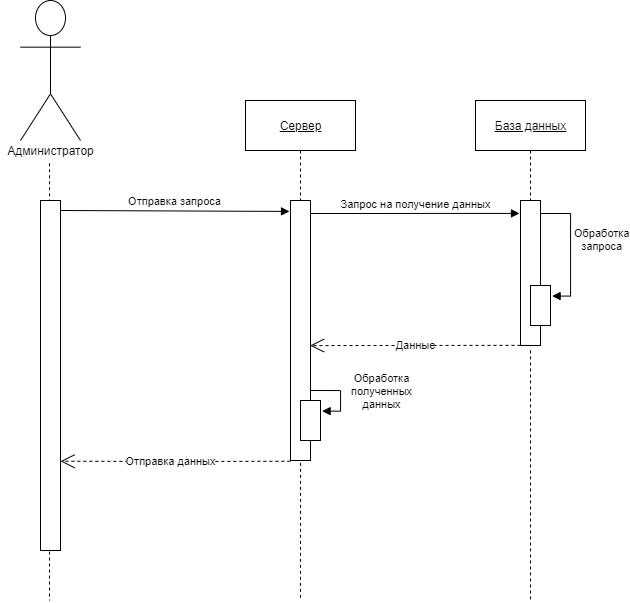 Сервер
База данных
Администратор
Отправка запроса
Запрос на получение данных
Обработка
запроса
Данные
Обработка
полученных
данных
Отправка данных